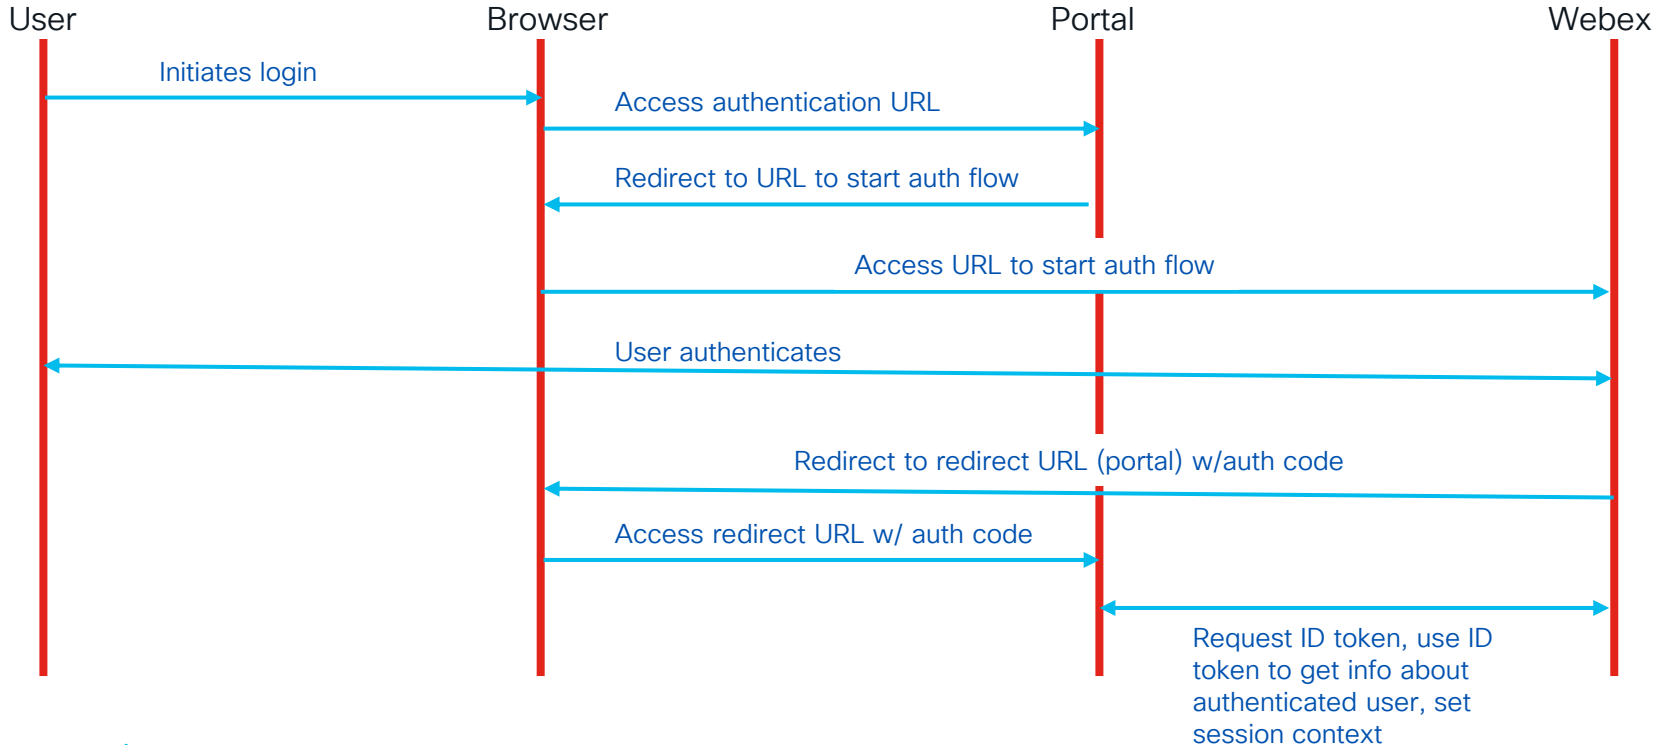 User
Browser
Portal
Webex
Initiates login
Access authentication URL
Redirect to URL to start auth flow
Access URL to start auth flow
User authenticates
Redirect to redirect URL (portal) w/auth code
Access redirect URL w/ auth code
Request ID token, use ID
token to get info about
authenticated user, set
session context